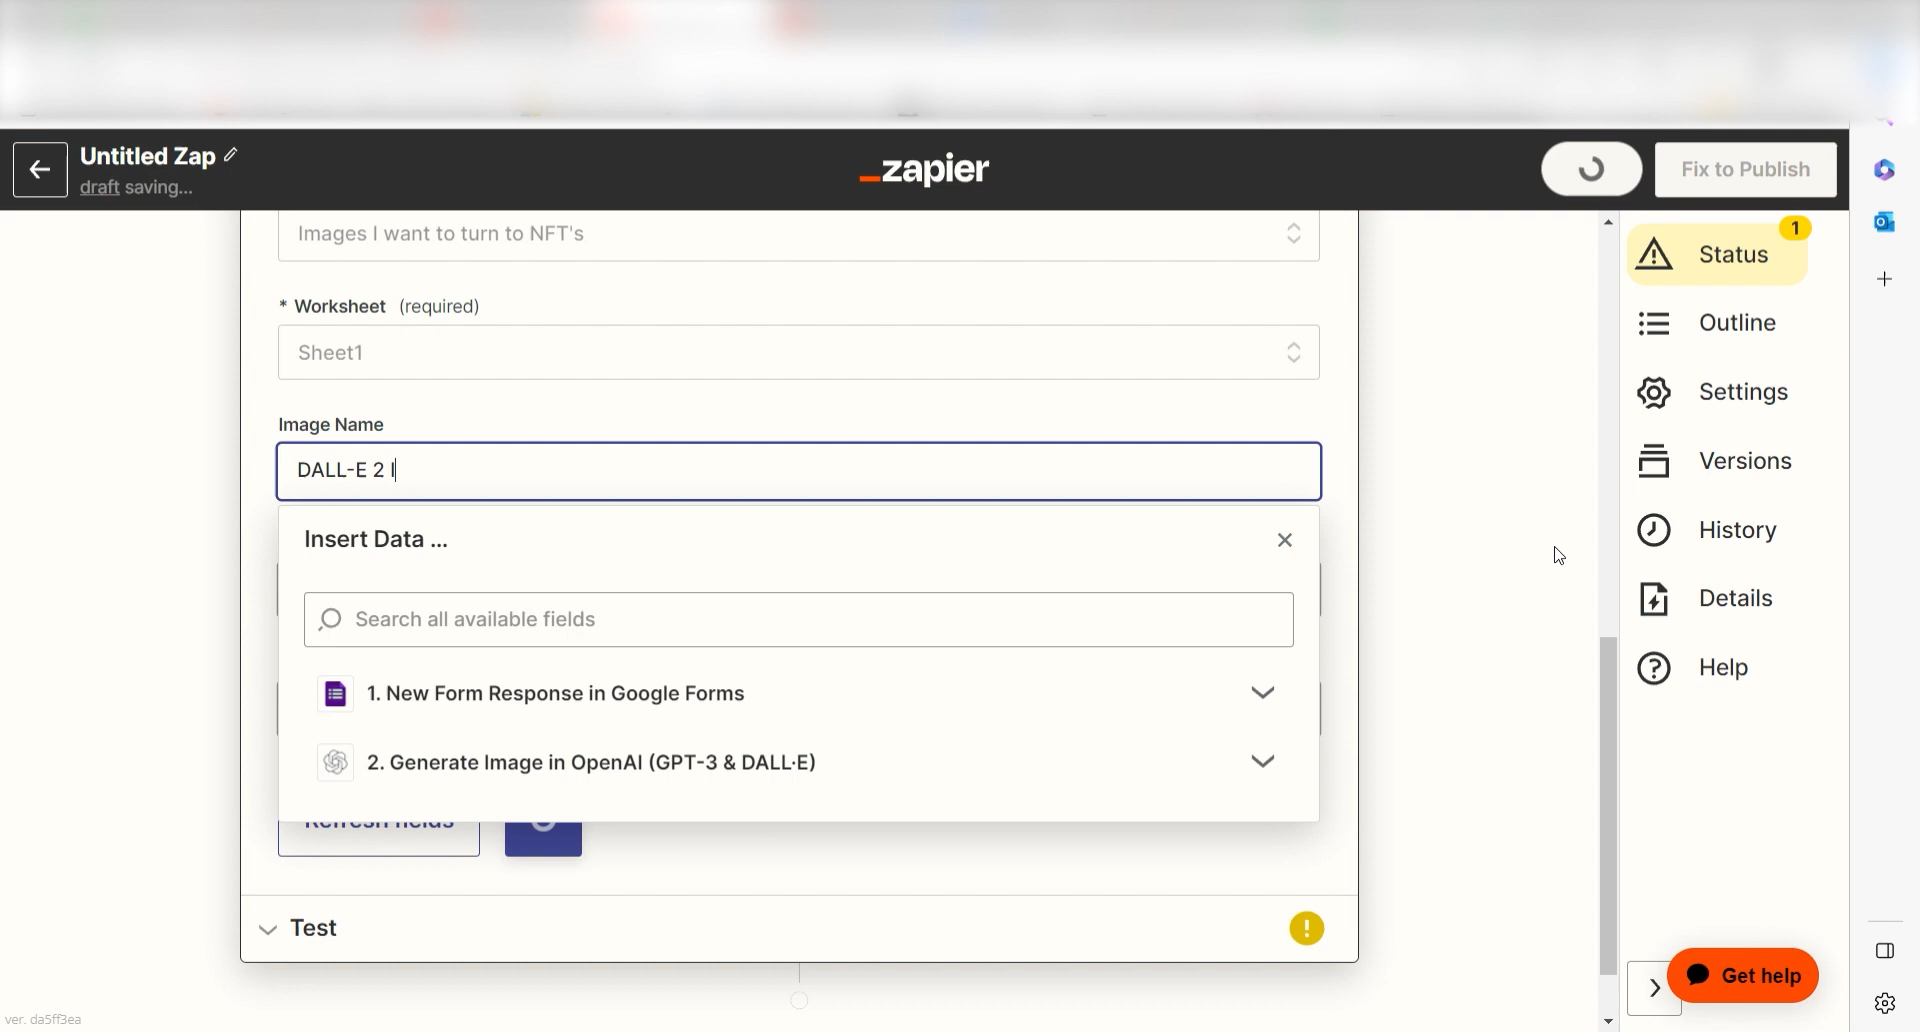 Untitled Zap
draft saving...
zapier
Fix to Publish
Images I want to turn to NFT's
* Worksheet (required)
Sheet1
Image Name
DALL-E 2 I
Insert Data ...
Search all available fields
1. New Form Response in Google Forms
2. Generate Image in OpenAI (GPT-3 & DALL·E)
Refresh fields
Test
1
Status
Outline
Settings
Versions
History
Details
Help
Get help
ver. da5ff3ea